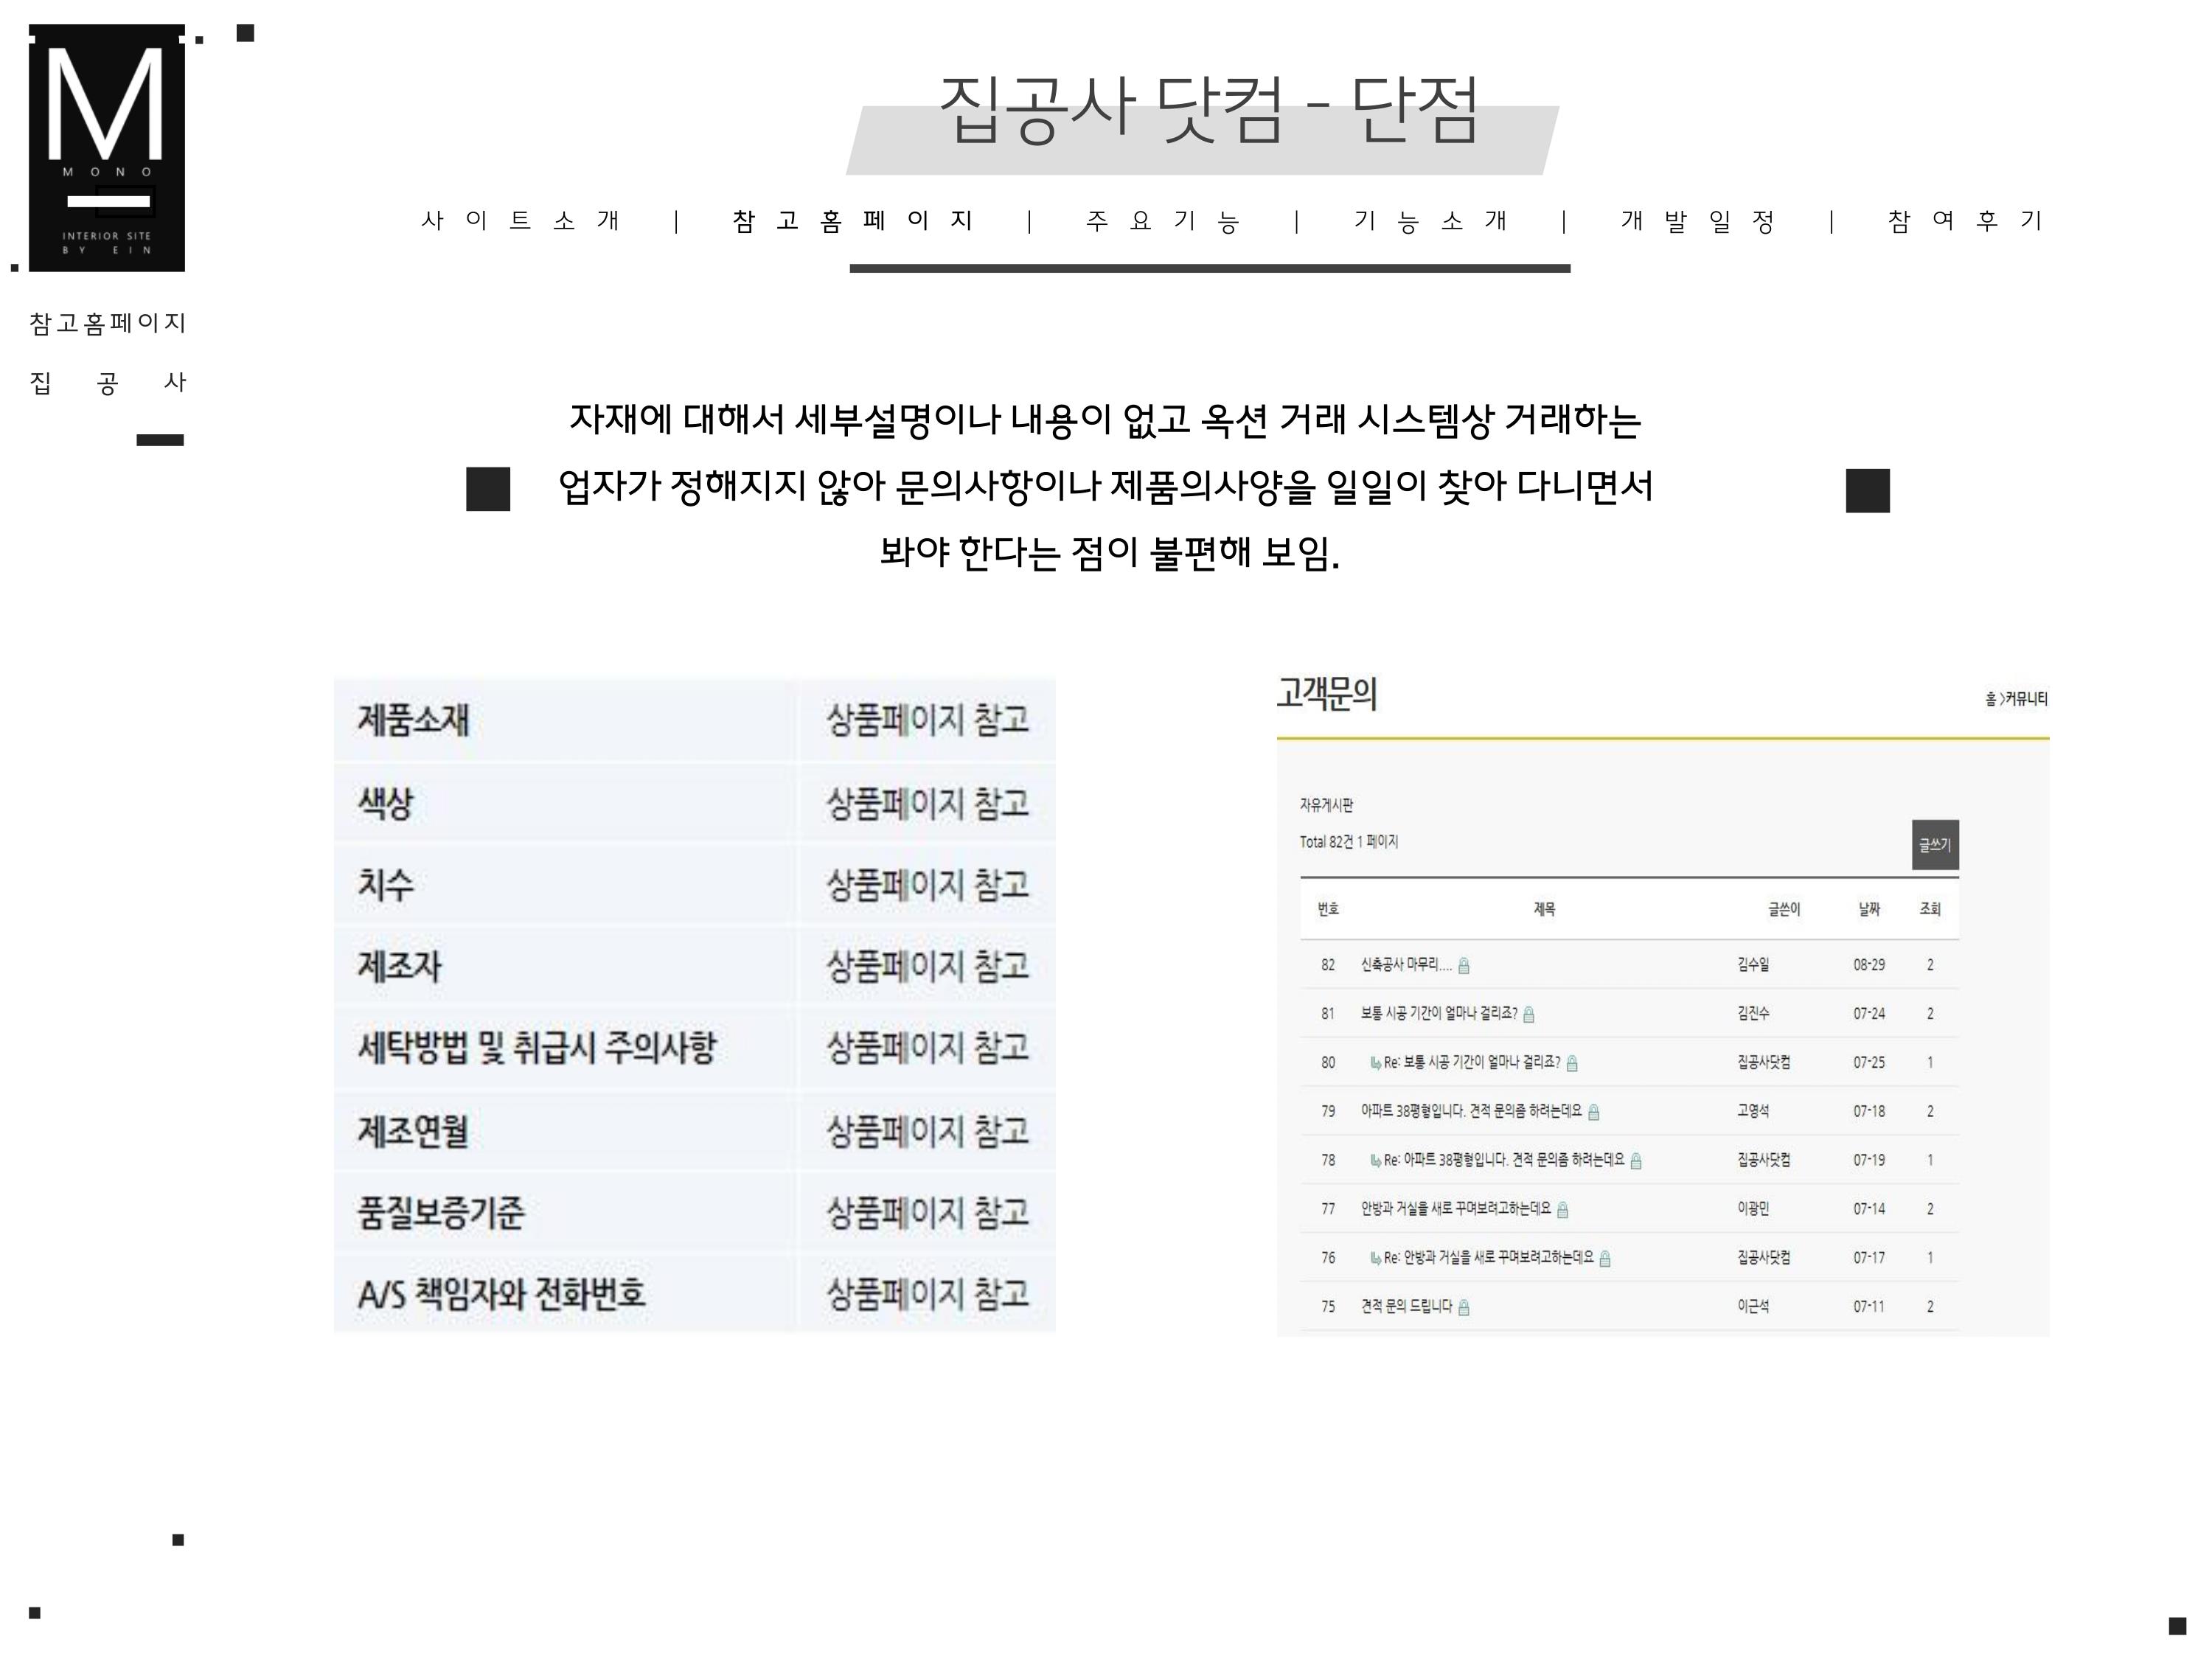 M
MONO
INTERIOR SITE
BY EIN
집공사 닷컴 - 단점
사이트소개 | 참고홈페이지 | 주요기능 | 기능소개 | 개발일정 | 참여후기
참고홈페이지
집공사
자재에 대해서 세부설명이나 내용이 없고 옥션 거래 시스템상 거래하는
업자가 정해지지 않아 문의사항이나 제품의사양을 일일이 찾아 다니면서
봐야 한다는 점이 불편해 보임.
제품소재 상품페이지 참고
색상 상품페이지 참고
치수 상품페이지 참고
제조자 상품페이지 참고
세탁방법 및 취급시 주의사항 상품페이지 참고
제조연월 상품페이지 참고
품질보증기준 상품페이지 참고
A/S 책임자와 전화번호 상품페이지 참고
고객문의
홈 〉커뮤니티
자유게시판
Total 82건 1 페이지
글쓰기
번호 제목 글쓴이 날짜 조회
82 신축공사 마무리.... 김수일 08-29 2
81 보통 시공 기간이 얼마나 걸리죠? 김진수 07-24 2
80 Re: 보통 시공 기간이 얼마나 걸리죠? 집공사닷컴 07-25 1
79 아파트 38평형입니다. 견적 문의좀 하려는데요 고영석 07-18 2
78 Re: 아파트 38평형입니다. 견적 문의좀 하려는데요 집공사닷컴 07-19 1
77 안방과 거실을 새로 꾸며보려고하는데요 이광민 07-14 2
76 Re: 안방과 거실을 새로 꾸며보려고하는데요 집공사닷컴 07-17 1
75 견적 문의 드립니다 이근석 07-11 2